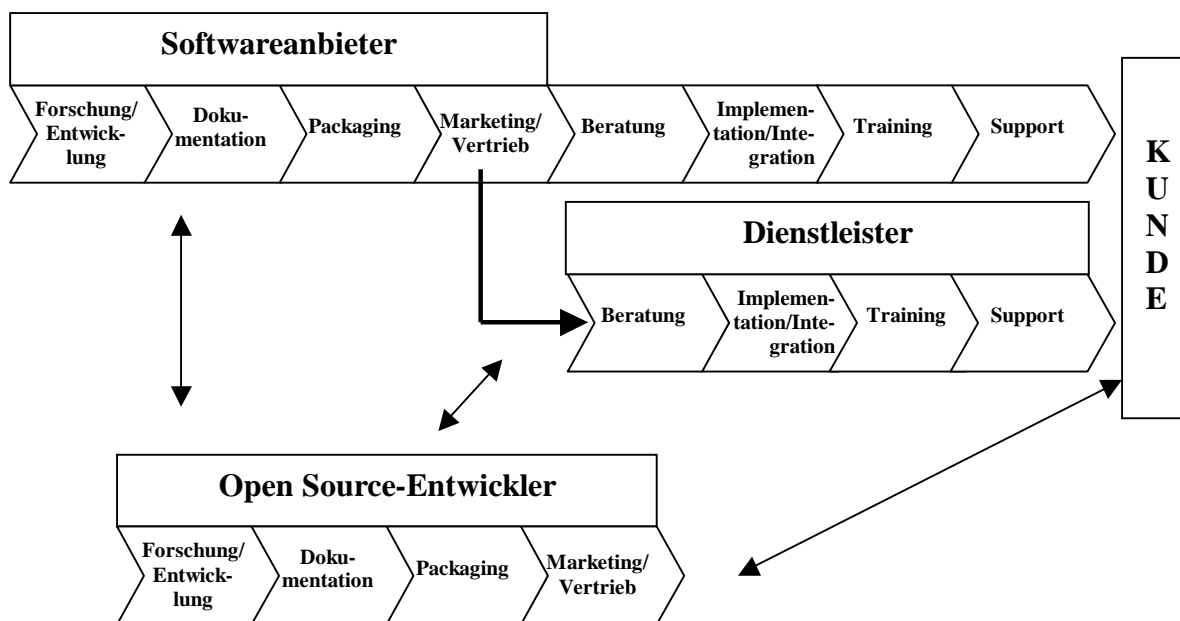 Softwareanbieter
Forschung/
Entwick-
lung
Doku-
mentation
Packaging
Marketing/
Vertrieb
Beratung
Implemen-
tation/Inte-
gration
Training
Support
K
U
N
D
E
Dienstleister
Beratung
Implemen-
tation/Inte-
gration
Training
Support
Open Source-Entwickler
Forschung/
Entwick-
lung
Doku-
mentation
Packaging
Marketing/
Vertrieb